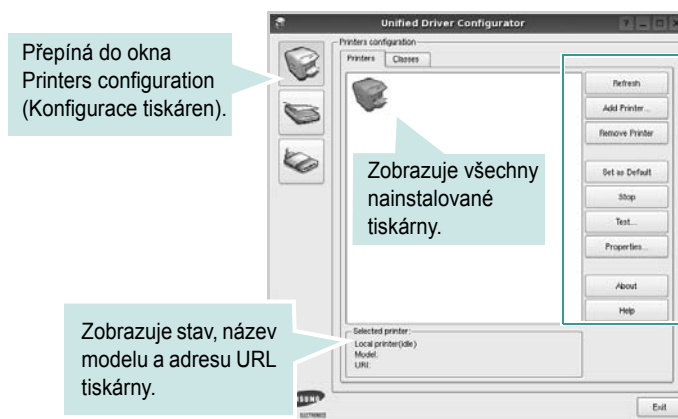 Unified Driver Configurator
Přepíná do okna
Printers configuration
(Konfigurace tiskáren).
Printers configuration
Printers
Classes
Refresh
Add Printer...
Remove Printer
Set as Default
Stop
Test...
Properties...
About
Help
Zobrazuje všechny
nainstalované
tiskárny.
Zobrazuje stav, název
modelu a adresu URL
tiskárny.
Selected printer:
Local printer(idle)
Model:
URI:
ELECTRONICS
Exit